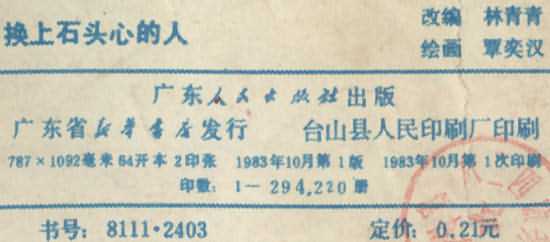 换上石头心的人
改编 林青青
绘画 覃奕汉
广东人民出版社出版
广东省新华书店发行 台山县人民印刷厂印刷
787×1092毫米64开本 2印张 1983年10月第1版 1983年10月第1次印刷
印数：1—294,220册
书号：8111·2403 定价：0.21元